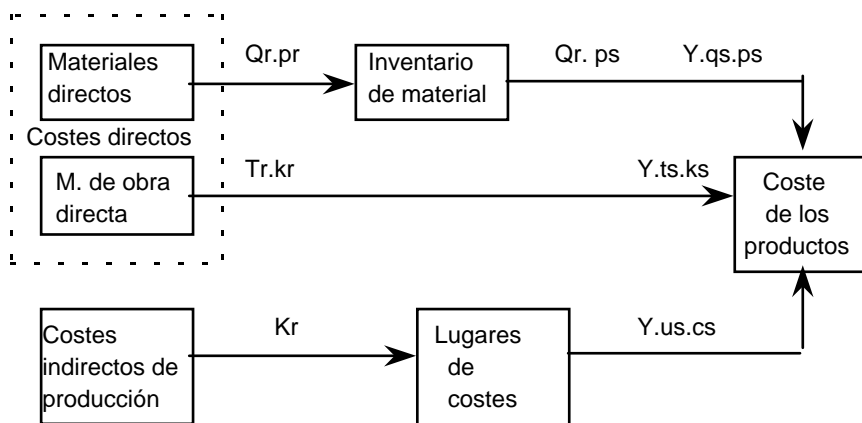 Materiales
directos
Qr.pr
Inventario
de material
Qr. ps
Y.qs.ps
Costes directos
M. de obra
directa
Tr.kr
Y.ts.ks
Coste
de los
productos
Costes
indirectos de
producción
Kr
Lugares
de
costes
Y.us.cs